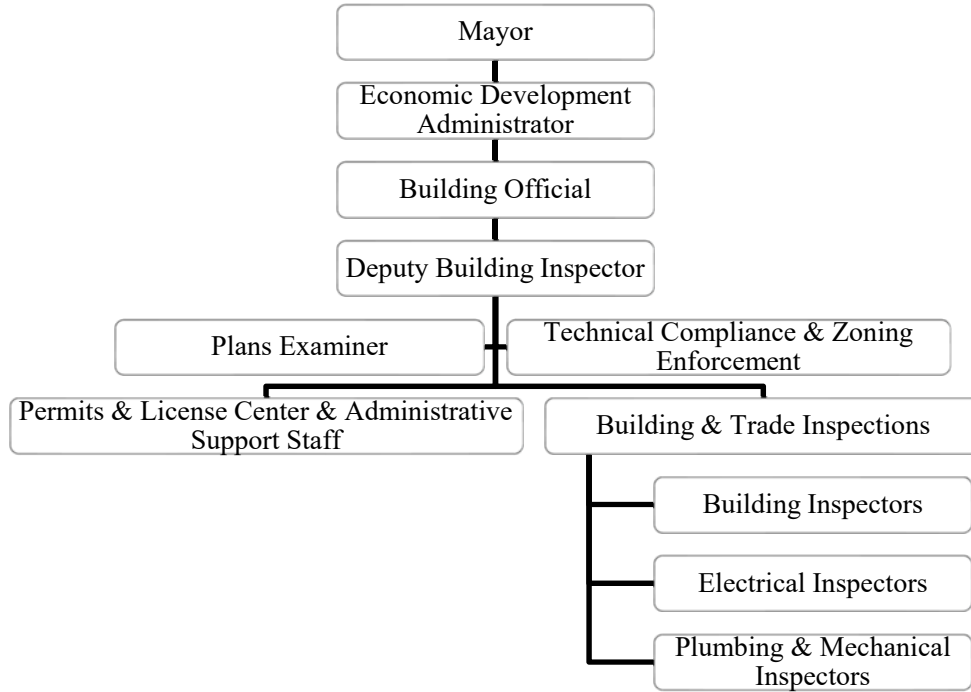 Mayor
Economic Development
Administrator
Building Official
Deputy Building Inspector
Plans Examiner
Technical Compliance & Zoning
Enforcement
Permits & License Center & Administrative
Support Staff
Building & Trade Inspections
Building Inspectors
Electrical Inspectors
Plumbing & Mechanical
Inspectors